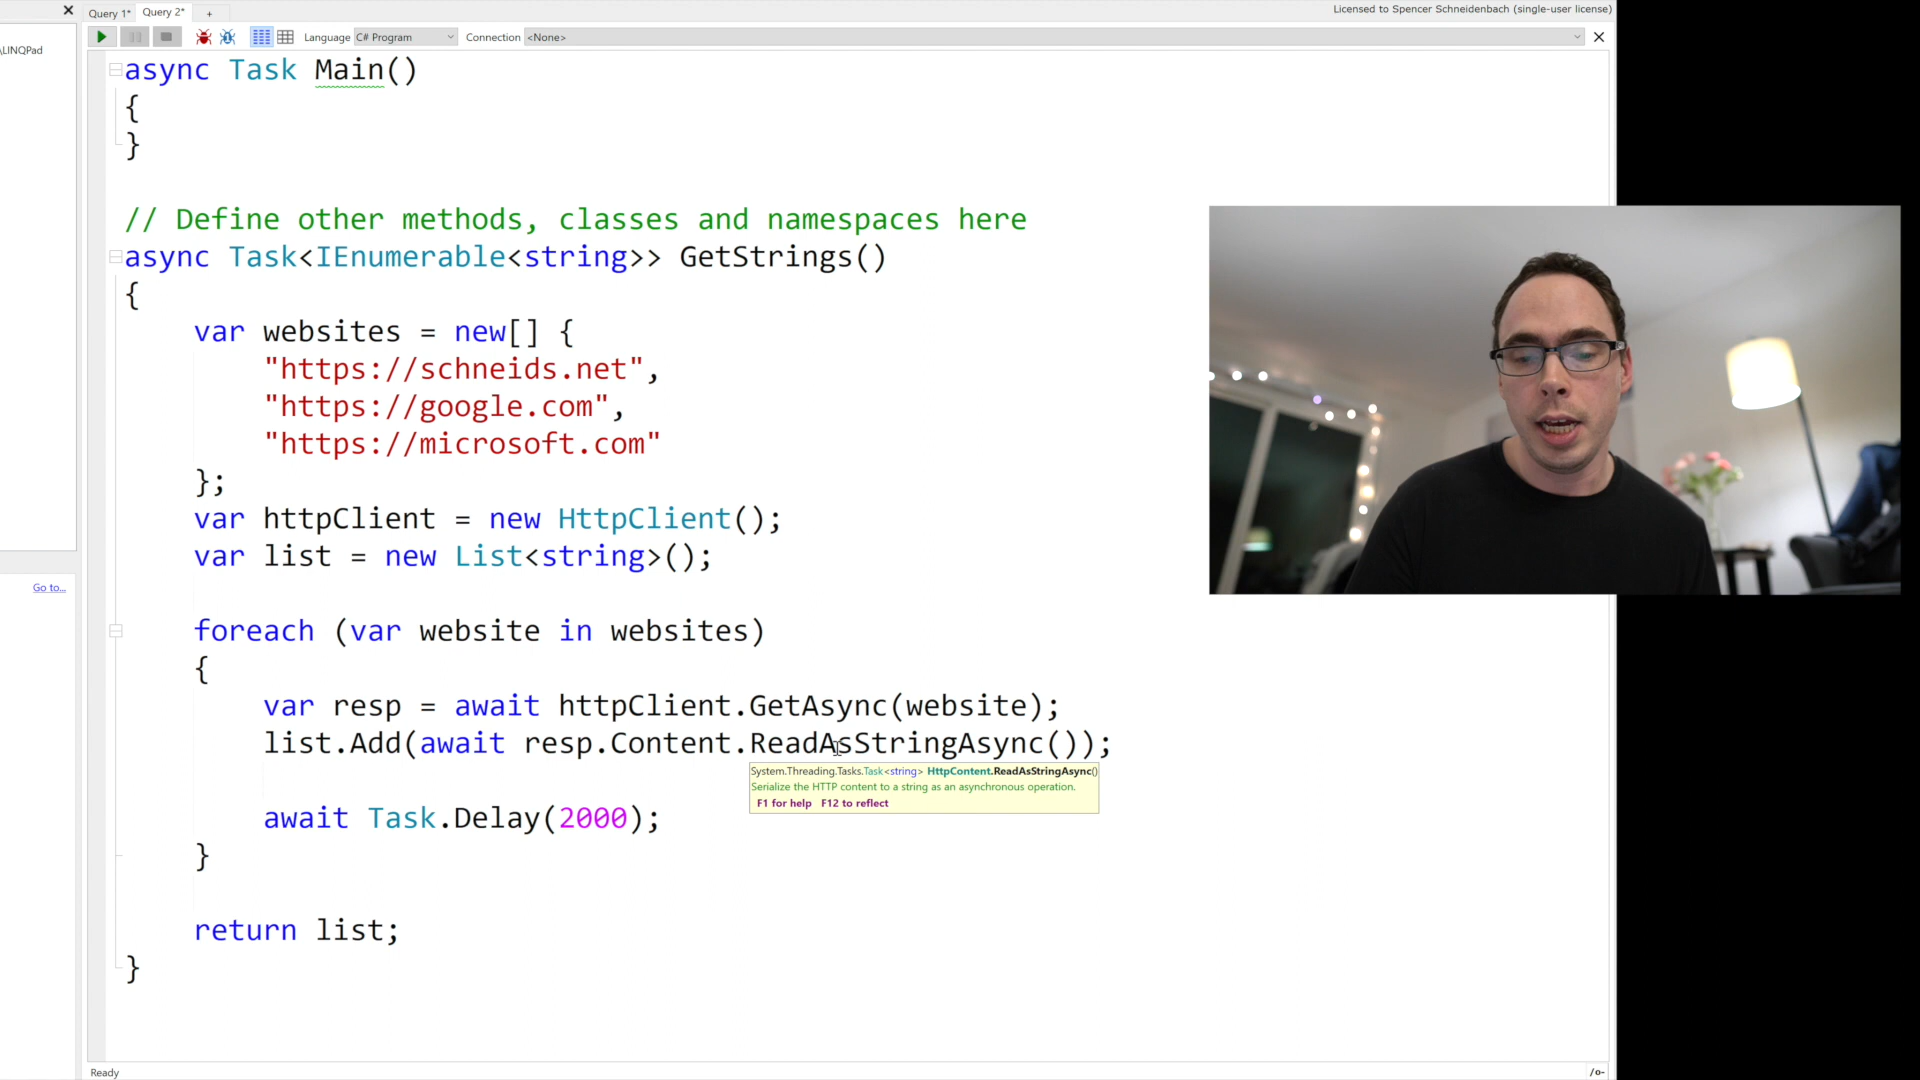 Query 1* Query 2* +
Licensed to Spencer Schneidenbach (single-user license)
Language C# Program Connection <None>
\LINQPad
async Task Main()
{
}
// Define other methods, classes and namespaces here
async Task<IEnumerable<string>> GetStrings()
{
var websites = new[] {
"https://schneids.net",
"https://google.com",
"https://microsoft.com"
};
var httpClient = new HttpClient();
var list = new List<string>();
Go to...
foreach (var website in websites)
{
var resp = await httpClient.GetAsync(website);
list.Add(await resp.Content.ReadAsStringAsync());
System.Threading.Tasks.Task<string> HttpContent.ReadAsStringAsync()
Serialize the HTTP content to a string as an asynchronous operation.
F1 for help F12 to reflect
await Task.Delay(2000);
}
return list;
}
Ready
/o-